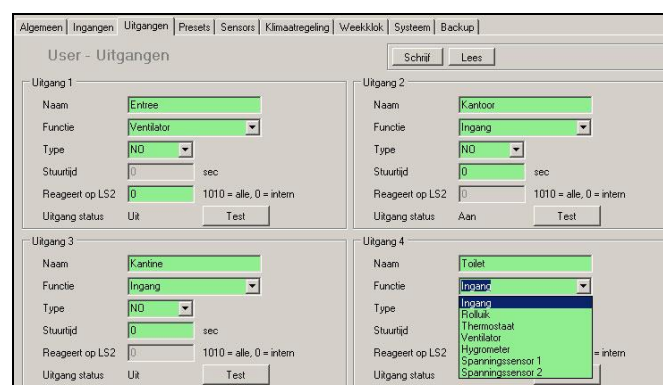 Algemeen Ingangen Uitgangen Presets Sensors Klimaatregeling Weekklok Systeem Backup
User - Uitgangen
Schrijf Lees
Uitgang 1
Naam Entree
Functie Ventilator
Type NO
Stuurtijd 0 sec
Reageert op LS2 0 1010 = alle, 0 = intern
Uitgang status Uit Test
Uitgang 2
Naam Kantoor
Functie Ingang
Type NO
Stuurtijd 0 sec
Reageert op LS2 0 1010 = alle, 0 = intern
Uitgang status Aan Test
Uitgang 3
Naam Kantine
Functie Ingang
Type NO
Stuurtijd 0 sec
Reageert op LS2 0 1010 = alle, 0 = intern
Uitgang status Uit Test
Uitgang 4
Naam Toilet
Functie Ingang
Ingang
Rolluik
Thermostaat
Ventilator
Hygrometer
Spanningssensor 1
Spanningssensor 2
Type
Stuurtijd
Reageert op LS2 = intern
Uitgang status